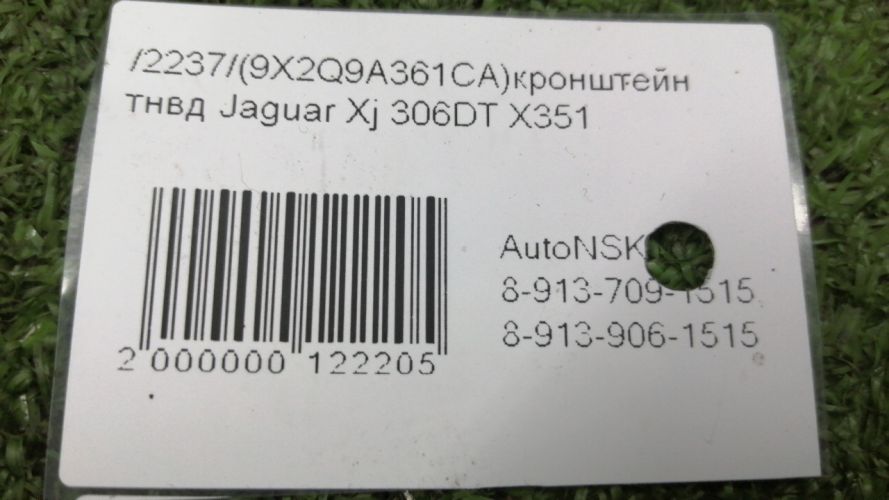 /2237/(9X2Q9A361CA)кронштейн
тнвд Jaguar Xj 306DT X351
AutoNSK
8-913-709-1515
8-913-906-1515
2 000000 122205